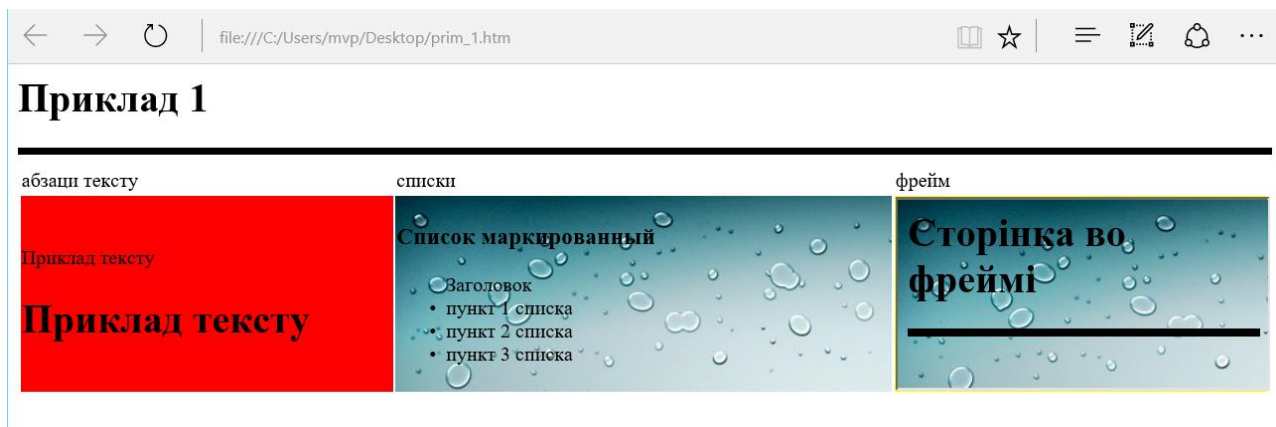 file:///C:/Users/mvp/Desktop/prim_1.htm
Приклад 1
абзаци тексту
списки
фрейм
Приклад тексту
Приклад тексту
Список маркированный
Заголовок
• пункт 1 списка
• пункт 2 списка
• пункт 3 списка
Сторінка во
фреймі